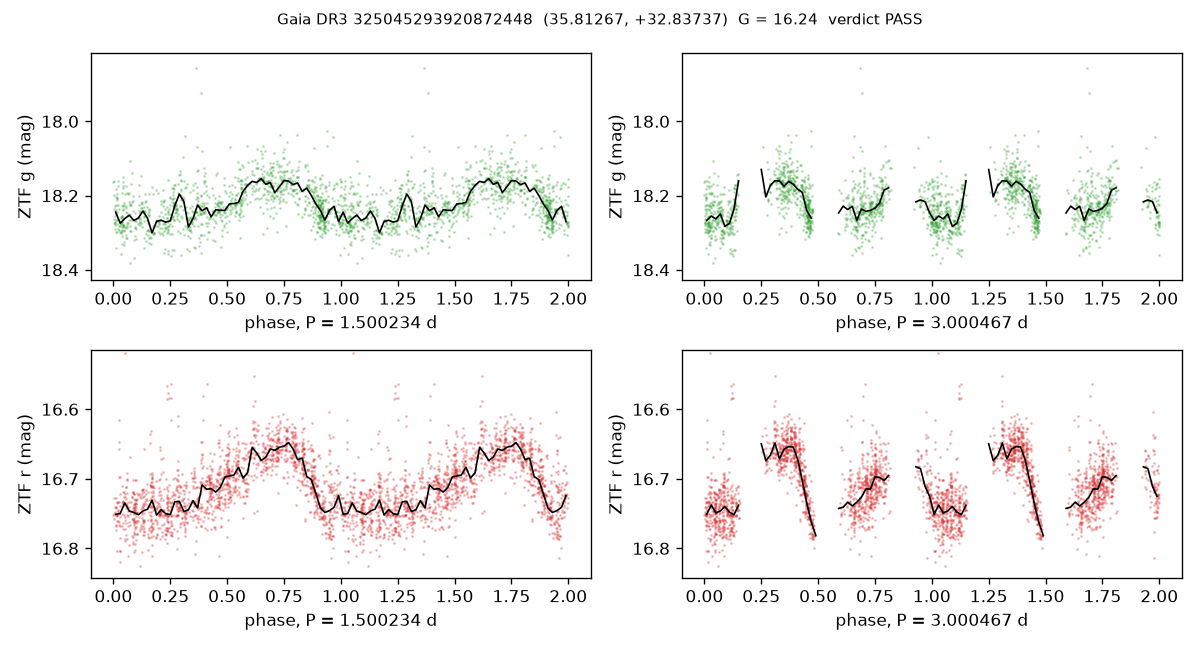 Gaia DR3 325045293920872448  (35.81267, +32.83737)  G = 16.24  verdict PASS
ZTF g (mag)
18.0
18.2
18.4
0.00 0.25 0.50 0.75 1.00 1.25 1.50 1.75 2.00
phase, P = 1.500234 d
ZTF g (mag)
18.0
18.2
18.4
0.00 0.25 0.50 0.75 1.00 1.25 1.50 1.75 2.00
phase, P = 3.000467 d
ZTF r (mag)
16.6
16.7
16.8
0.00 0.25 0.50 0.75 1.00 1.25 1.50 1.75 2.00
phase, P = 1.500234 d
ZTF r (mag)
16.6
16.7
16.8
0.00 0.25 0.50 0.75 1.00 1.25 1.50 1.75 2.00
phase, P = 3.000467 d